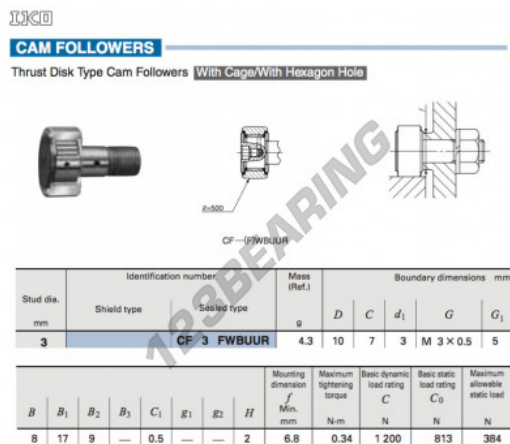 IKO
CAM FOLLOWERS
Thrust Disk Type Cam Followers With Cage/With Hexagon Hole
R=500
CF…(F)WBUUR
123BEARING
Identification number Mass (Ref.) Boundary dimensions mm
Stud dia. mm Shield type Sealed type g D C d1 G G1
3 CF 3 FWBUUR 4.3 10 7 3 M 3×0.5 5
Mounting dimension f Min. mm Maximum tightening torque N·m Basic dynamic load rating C N Basic static load rating C0 N Maximum allowable static load N
B B1 B2 B3 C1 g1 g2 H
8 17 9 — 0.5 — — 2 6.8 0.34 1 200 813 384